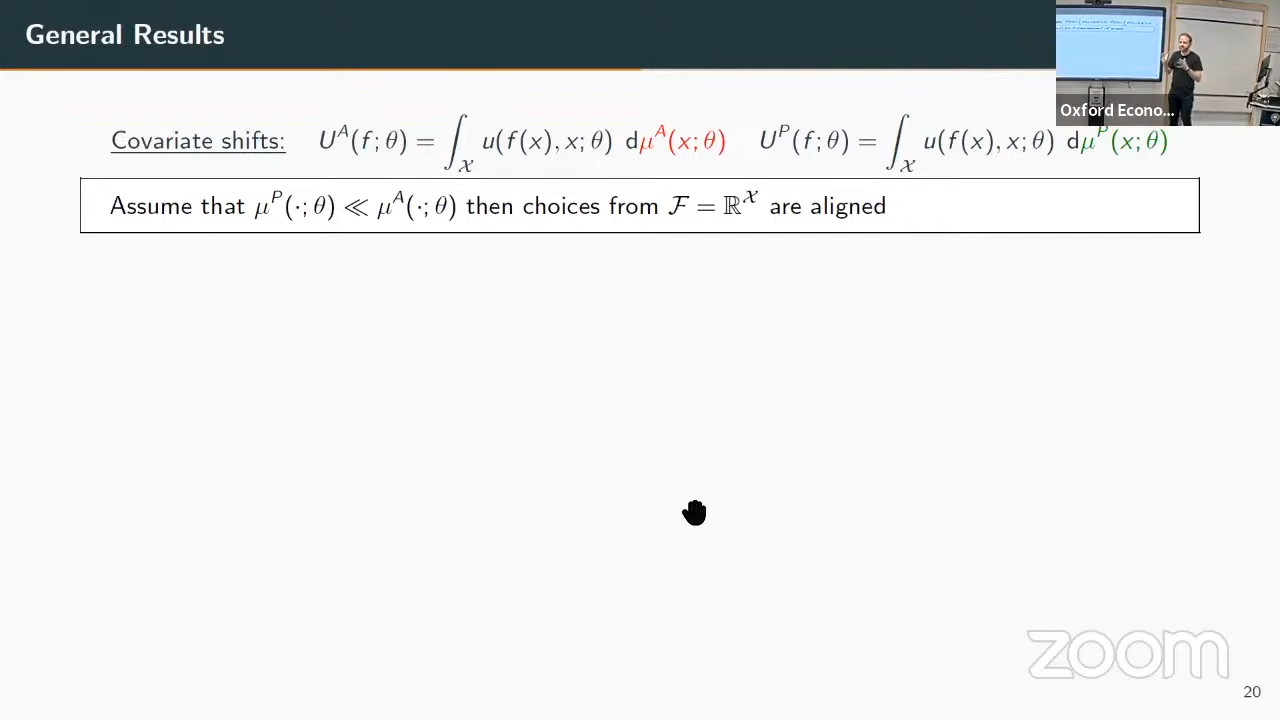 General Results
Oxford Econo...
Covariate shifts: U^A(f; θ) = ∫_𝒳 u(f(x), x; θ) dμ^A(x; θ) U^P(f; θ) = ∫_𝒳 u(f(x), x; θ) dμ^P(x; θ)
Assume that μ^P(·; θ) ≪ μ^A(·; θ) then choices from ℱ = ℝ^𝒳 are aligned
zoom
20